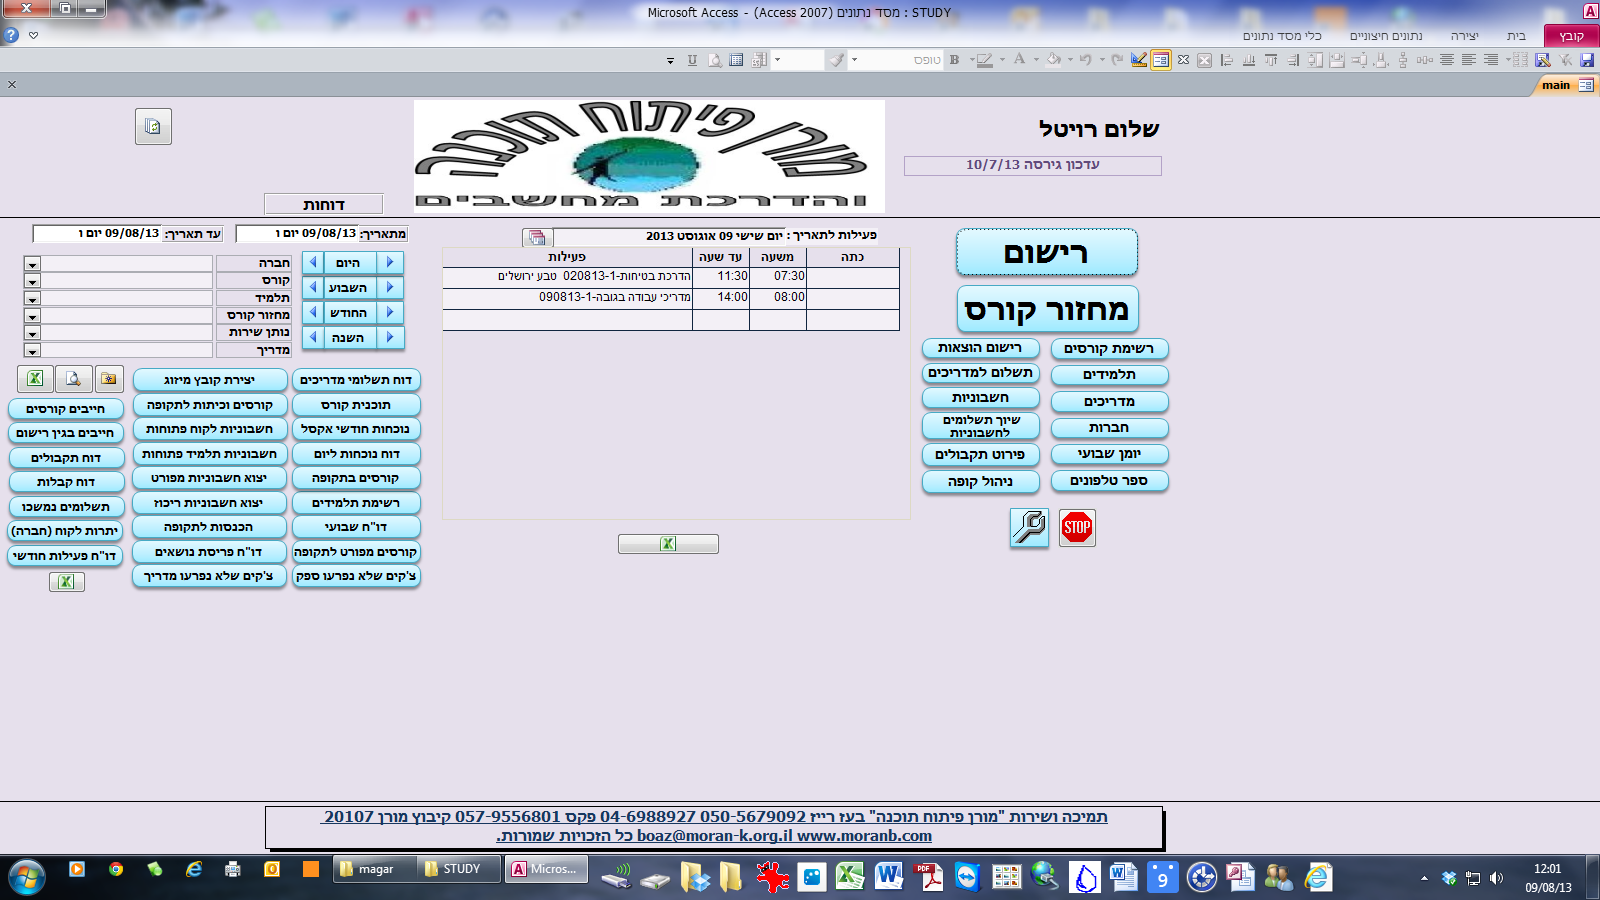 STUDY : מסד נתונים (Access 2007) - Microsoft Access
קובץ בית יצירה נתונים חיצוניים כלי מסד נתונים
טופס
main
שלום רויטל
עדכון גירסה 10/7/13
מורן פיתוח תוכנה
והדרכת מחשבים
דוחות
רישום
מחזור קורס
רשימת קורסים
רישום הוצאות
תלמידים
תשלום למדריכים
מדריכים
חשבוניות
חברות
שיוך תשלומים לחשבוניות
יומן שבועי
פירוט תקבולים
ספר טלפונים
ניהול קופה
STOP
פעילות לתאריך : יום שישי 09 אוגוסט 2013
כתה משעה עד שעה פעילות
07:30 11:30 הדרכת בטיחות-1-020813 טבע ירושלים
08:00 14:00 מדריכי עבודה בגובה-1-090813
מתאריך: 09/08/13 יום ו עד תאריך: 09/08/13 יום ו
היום
השבוע
החודש
השנה
חברה
קורס
תלמיד
מחזור קורס
נותן שירות
מדריך
דוח תשלומי מדריכים
תוכנית קורס
נוכחות חודשי אקסל
דוח נוכחות ליום
קורסים בתקופה
רשימת תלמידים
דו"ח שבועי
קורסים מפורט לתקופה
צ'קים שלא נפרעו ספק
יצירת קובץ מיזוג
קורסים וכיתות לתקופה
חשבוניות לקוח פתוחות
חשבוניות תלמיד פתוחות
יצוא חשבוניות מפורט
יצוא חשבוניות ריכוז
הכנסות לתקופה
דו"ח פריסת נושאים
צ'קים שלא נפרעו מדריך
חייבים קורסים
חייבים בגין רישום
דוח תקבולים
דוח קבלות
תשלומים נמשכו
יתרות לקוח (חברה)
דו"ח פעילות חודשי
תמיכה ושירות "מורן פיתוח תוכנה" בעז רייז 050-5679092 04-6988927 פקס 057-9556801 קיבוץ מורן 20107
boaz@moran-k.org.il www.moranb.com כל הזכויות שמורות.
magar
STUDY
Micros...
PDF
9
12:01
09/08/13